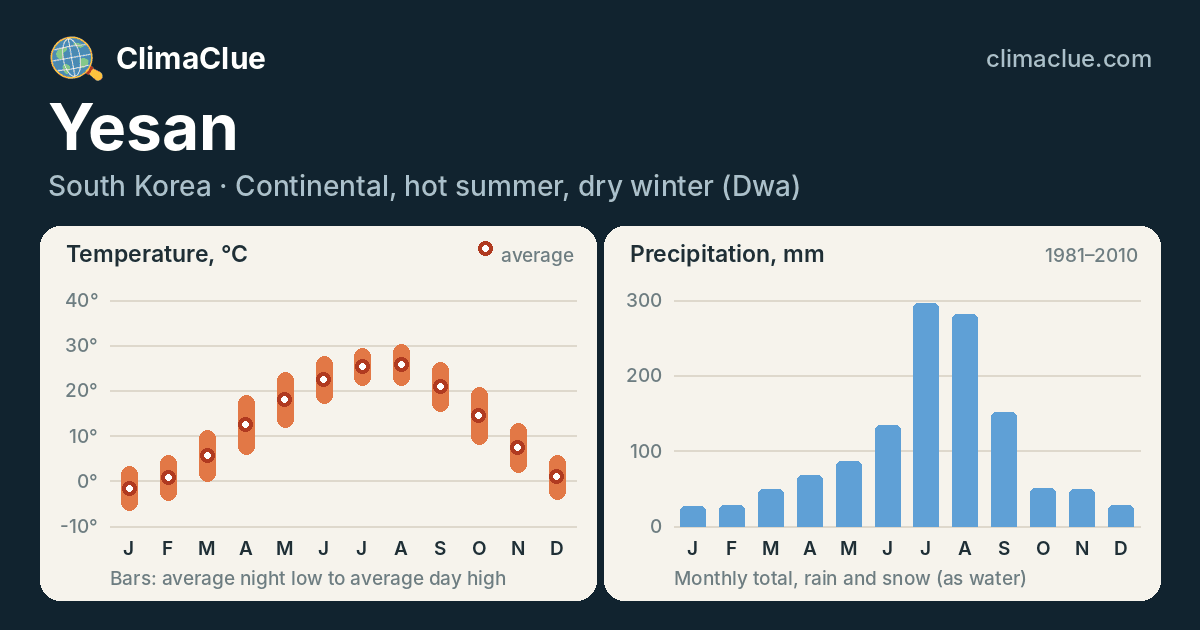 ClimaClue
climaclue.com
Yesan
South Korea · Continental, hot summer, dry winter (Dwa)
Temperature, °C
average
40°
30°
20°
10°
0°
-10°
J F M A M J J A S O N D
Bars: average night low to average day high
Precipitation, mm
1981–2010
300
200
100
0
J F M A M J J A S O N D
Monthly total, rain and snow (as water)